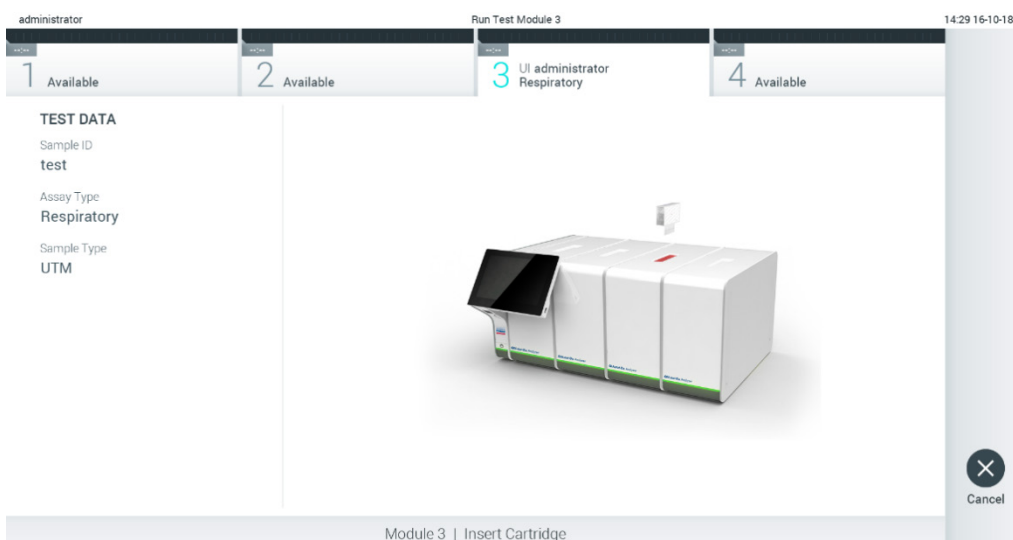 administrator
Run Test Module 3
14:29 16-10-18
--:--
--:--
--:--
--:--
1 Available
2 Available
3 UI administrator
Respiratory
4 Available
TEST DATA
Sample ID
test
Assay Type
Respiratory
Sample Type
UTM
Cancel
Module 3 | Insert Cartridge